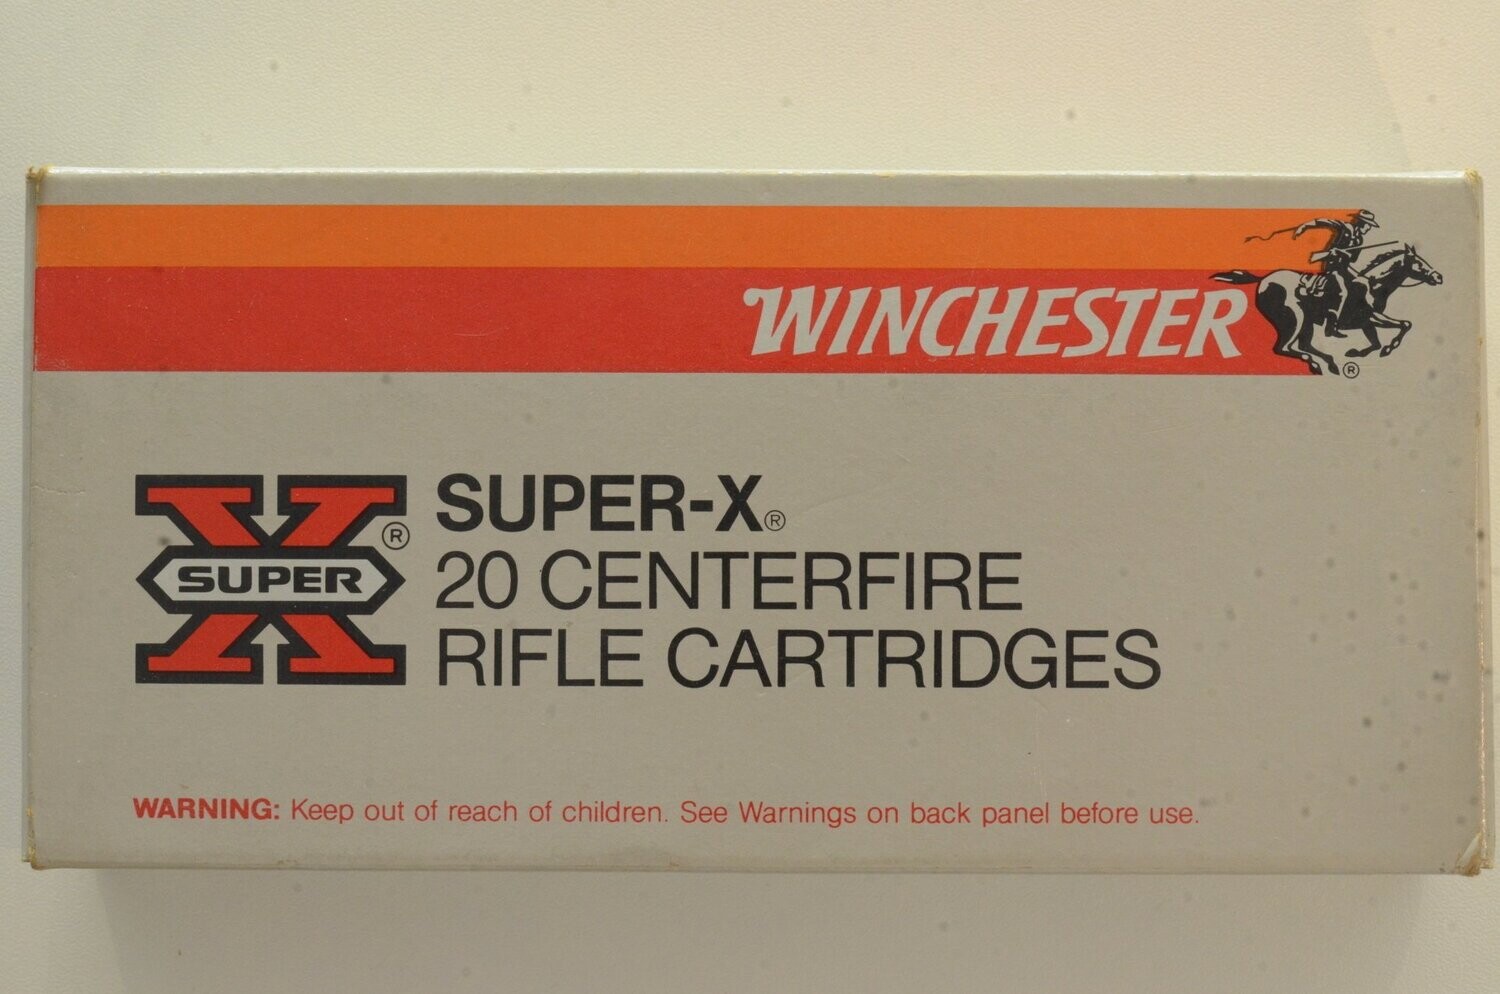 WINCHESTER
®
X
SUPER
®
SUPER-X®
20 CENTERFIRE
RIFLE CARTRIDGES
WARNING: Keep out of reach of children. See Warnings on back panel before use.